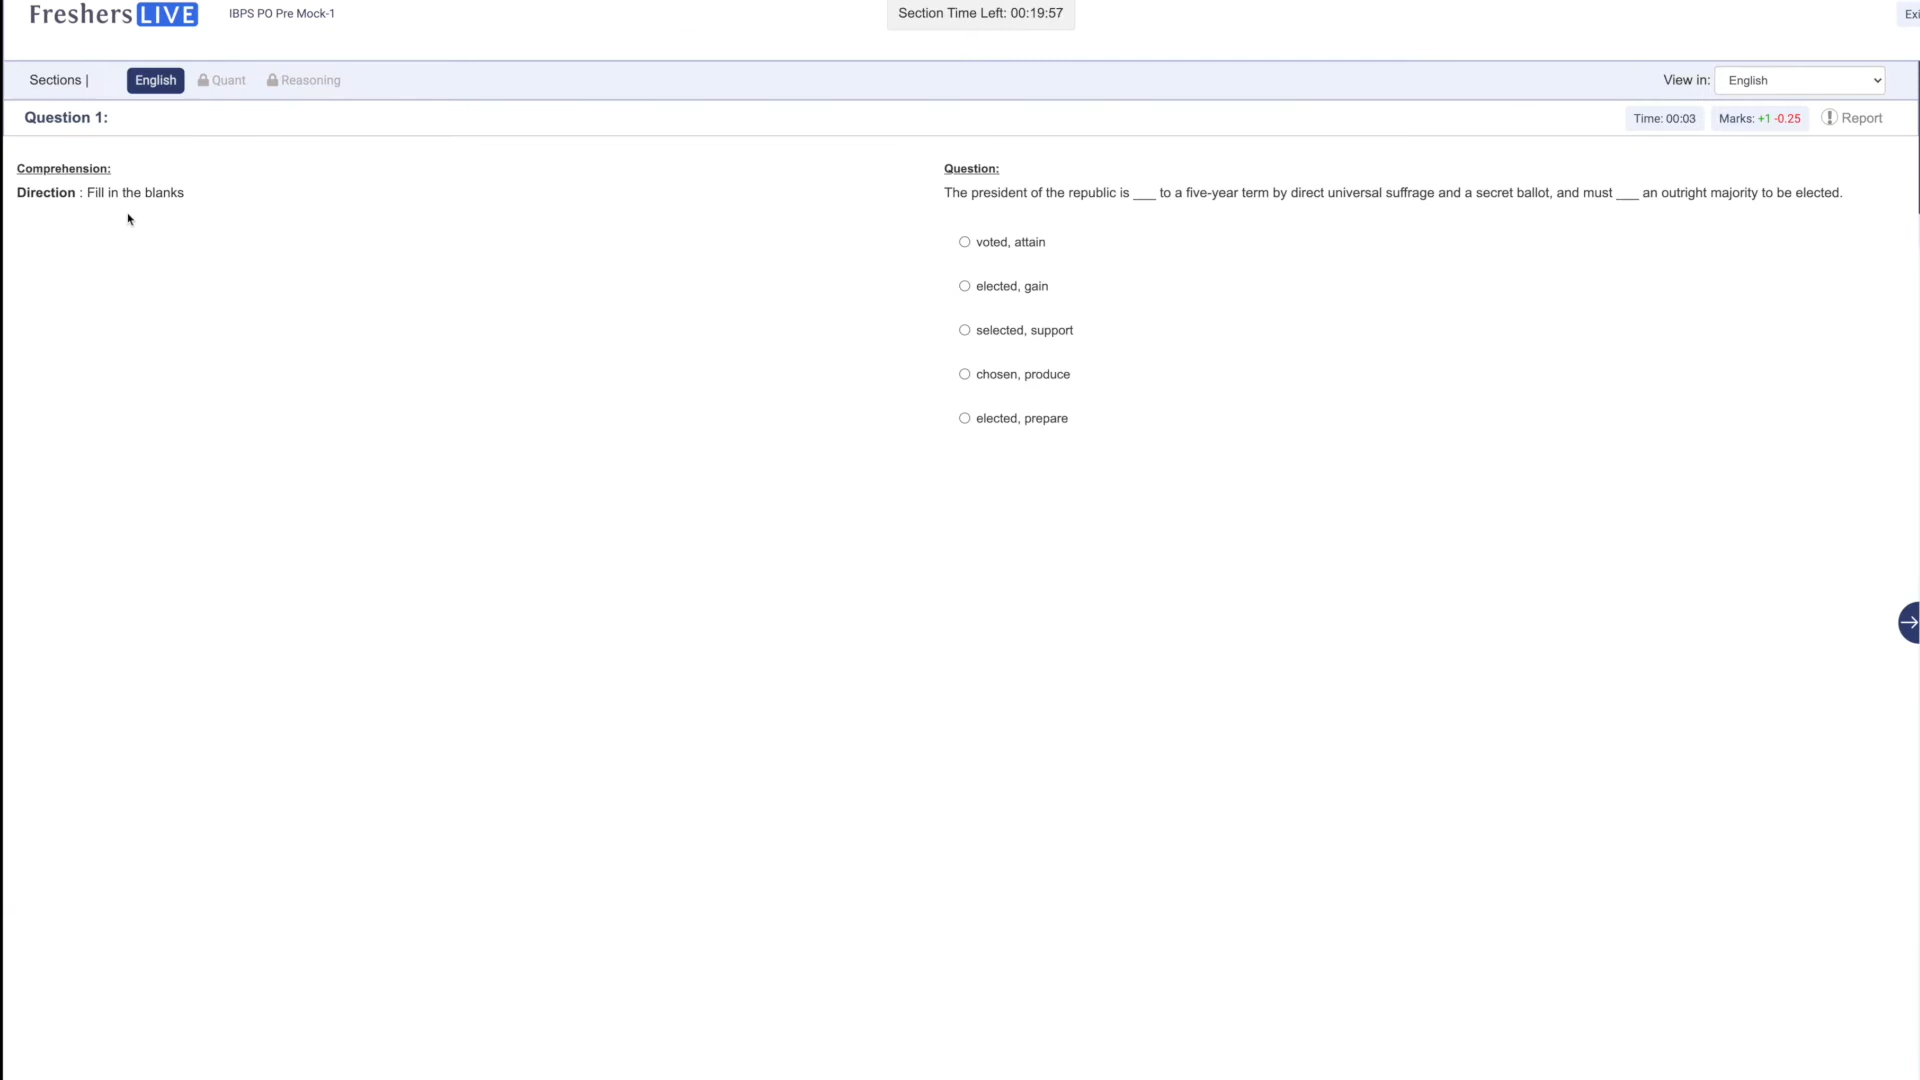 Freshers LIVE IBPS PO Pre Mock-1 Section Time Left: 00:19:57 Exi
Sections | English Quant Reasoning View in: English
Question 1: Time: 00:03 Marks: +1 -0.25 Report
Comprehension:
Direction : Fill in the blanks
Question:
The president of the republic is ___ to a five-year term by direct universal suffrage and a secret ballot, and must ___ an outright majority to be elected.
voted, attain
elected, gain
selected, support
chosen, produce
elected, prepare